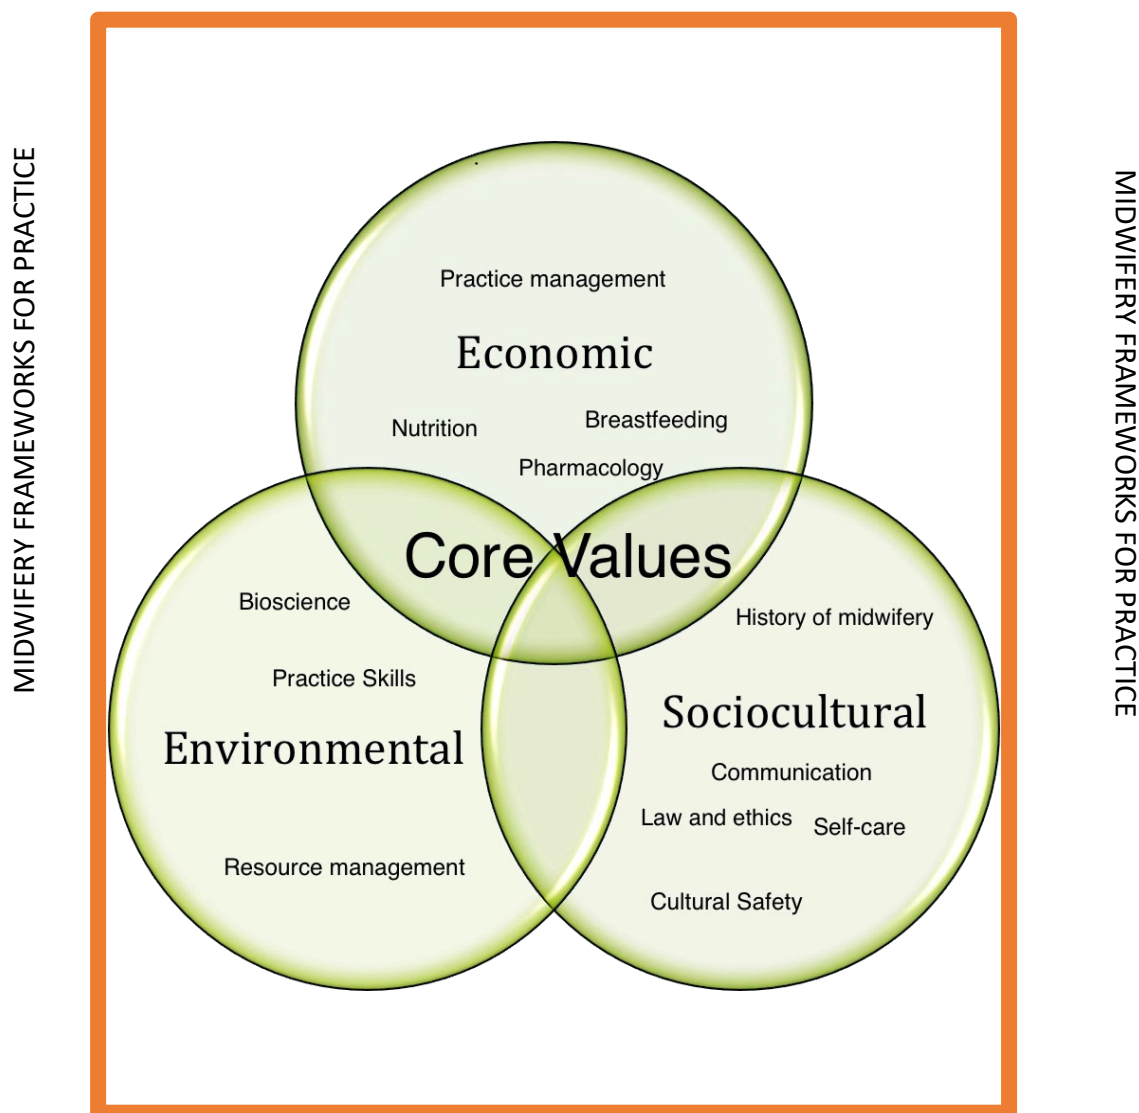 MIDWIFERY FRAMEWORKS FOR PRACTICE
Practice management
Economic
Nutrition
Breastfeeding
Pharmacology
Core Values
Bioscience
Practice Skills
Environmental
Resource management
History of midwifery
Sociocultural
Communication
Law and ethics
Self-care
Cultural Safety
MIDWIFERY FRAMEWORKS FOR PRACTICE